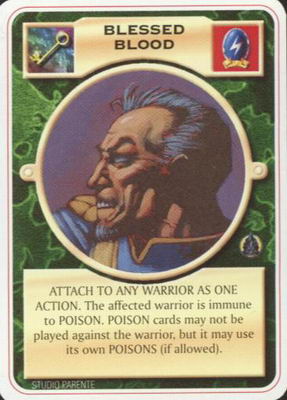 BLESSED
BLOOD
ATTACH TO ANY WARRIOR AS ONE
ACTION. The affected warrior is immune
to POISON. POISON cards may not be
played against the warrior, but it may use
its own POISONS (if allowed).
STUDIO PARENTE